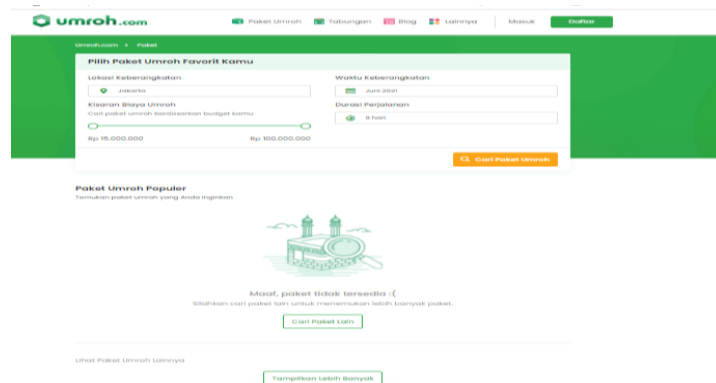 umroh.com
Paket Umroh Tabungan Blog Lainnya Masuk Daftar
Umroh.com > Paket
Pilih Paket Umroh Favorit Kamu
Lokasi Keberangkatan Waktu Keberangkatan
Jakarta Juni 2021
Kisaran Biaya Umroh Durasi Perjalanan
Cari paket umroh berdasarkan budget kamu
9 hari
Rp 15.000.000 Rp 100.000.000
Cari Paket Umroh
Paket Umroh Populer
Temukan paket umroh yang Anda inginkan
Maaf, paket tidak tersedia :(
Silahkan cari paket lain untuk menemukan lebih banyak paket.
Cari Paket Lain
Lihat Paket Umroh Lainnya
Tampilkan Lebih Banyak